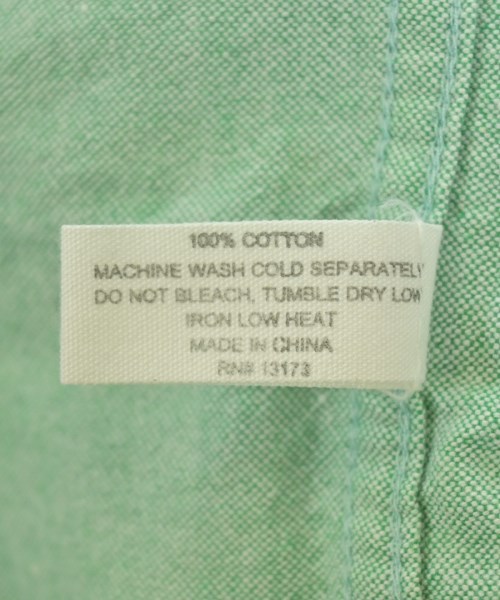 100% COTTON
MACHINE WASH COLD SEPARATELY
DO NOT BLEACH, TUMBLE DRY LOW
IRON LOW HEAT
MADE IN CHINA
RN# 13173